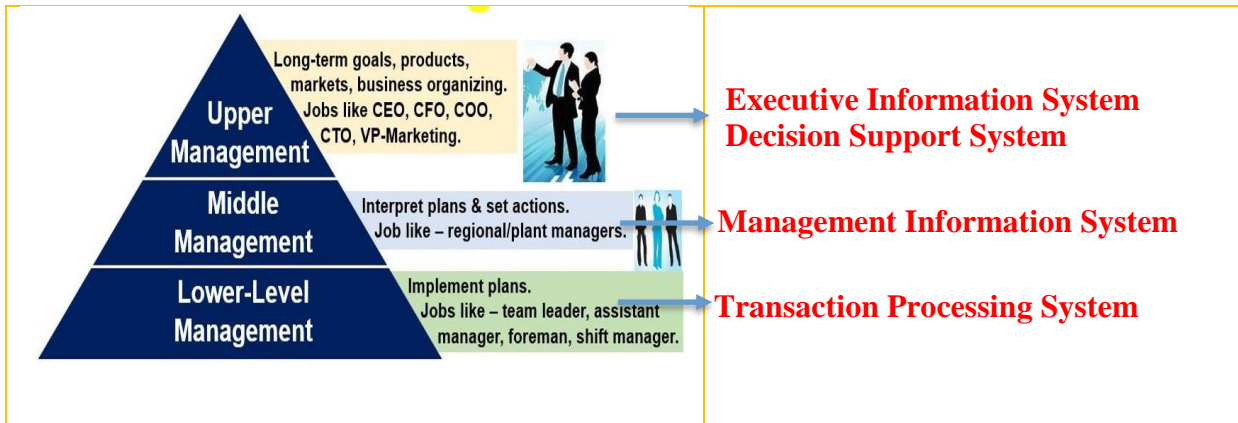 Upper
Management
Long-term goals, products,
markets, business organizing.
Jobs like CEO, CFO, COO,
CTO, VP-Marketing.
Executive Information System
Decision Support System
Middle
Management
Interpret plans & set actions.
Job like – regional/plant managers.
Management Information System
Lower-Level
Management
Implement plans.
Jobs like – team leader, assistant
manager, foreman, shift manager.
Transaction Processing System